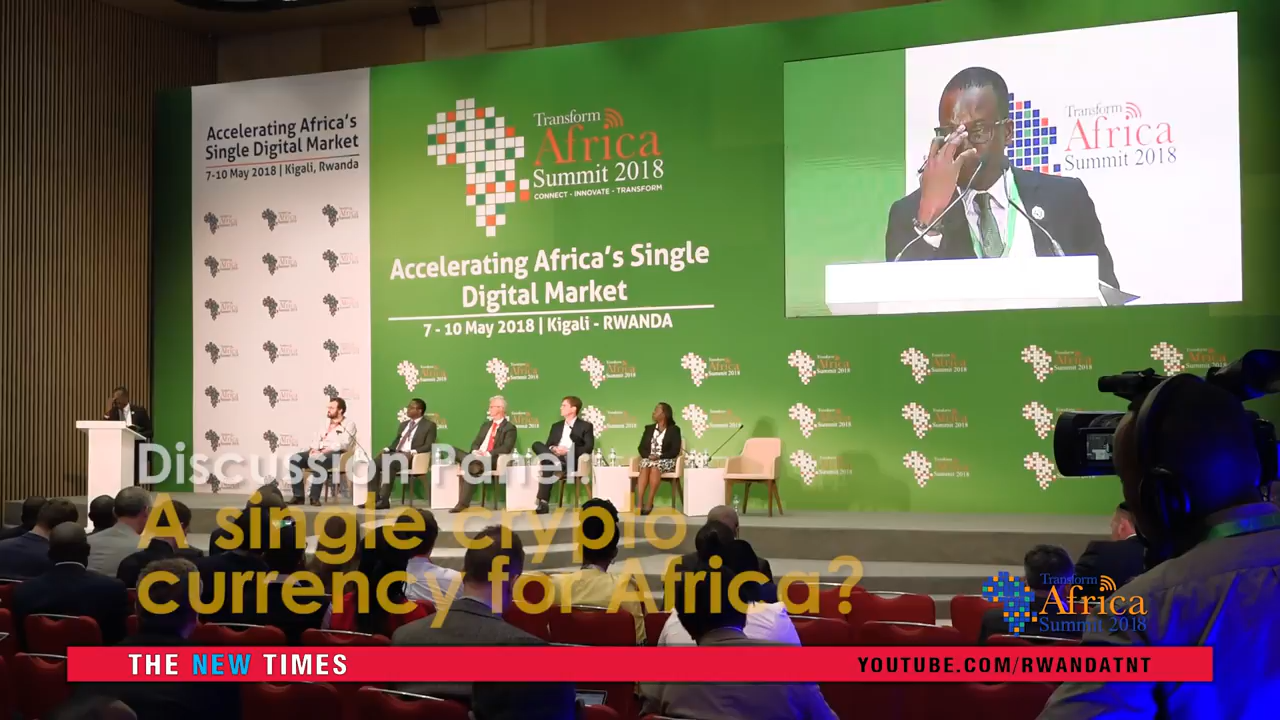 Accelerating Africa's
Single Digital Market
7-10 May 2018 | Kigali, Rwanda
Transform
Africa
Summit 2018
CONNECT - INNOVATE - TRANSFORM
Accelerating Africa's Single
Digital Market
7 - 10 May 2018 | Kigali - RWANDA
Transform
Africa
Summit 2018
Discussion Panel:
A single crypto
currency for Africa?
Transform
Africa
Summit 2018
THE NEW TIMES
YOUTUBE.COM/RWANDATNT